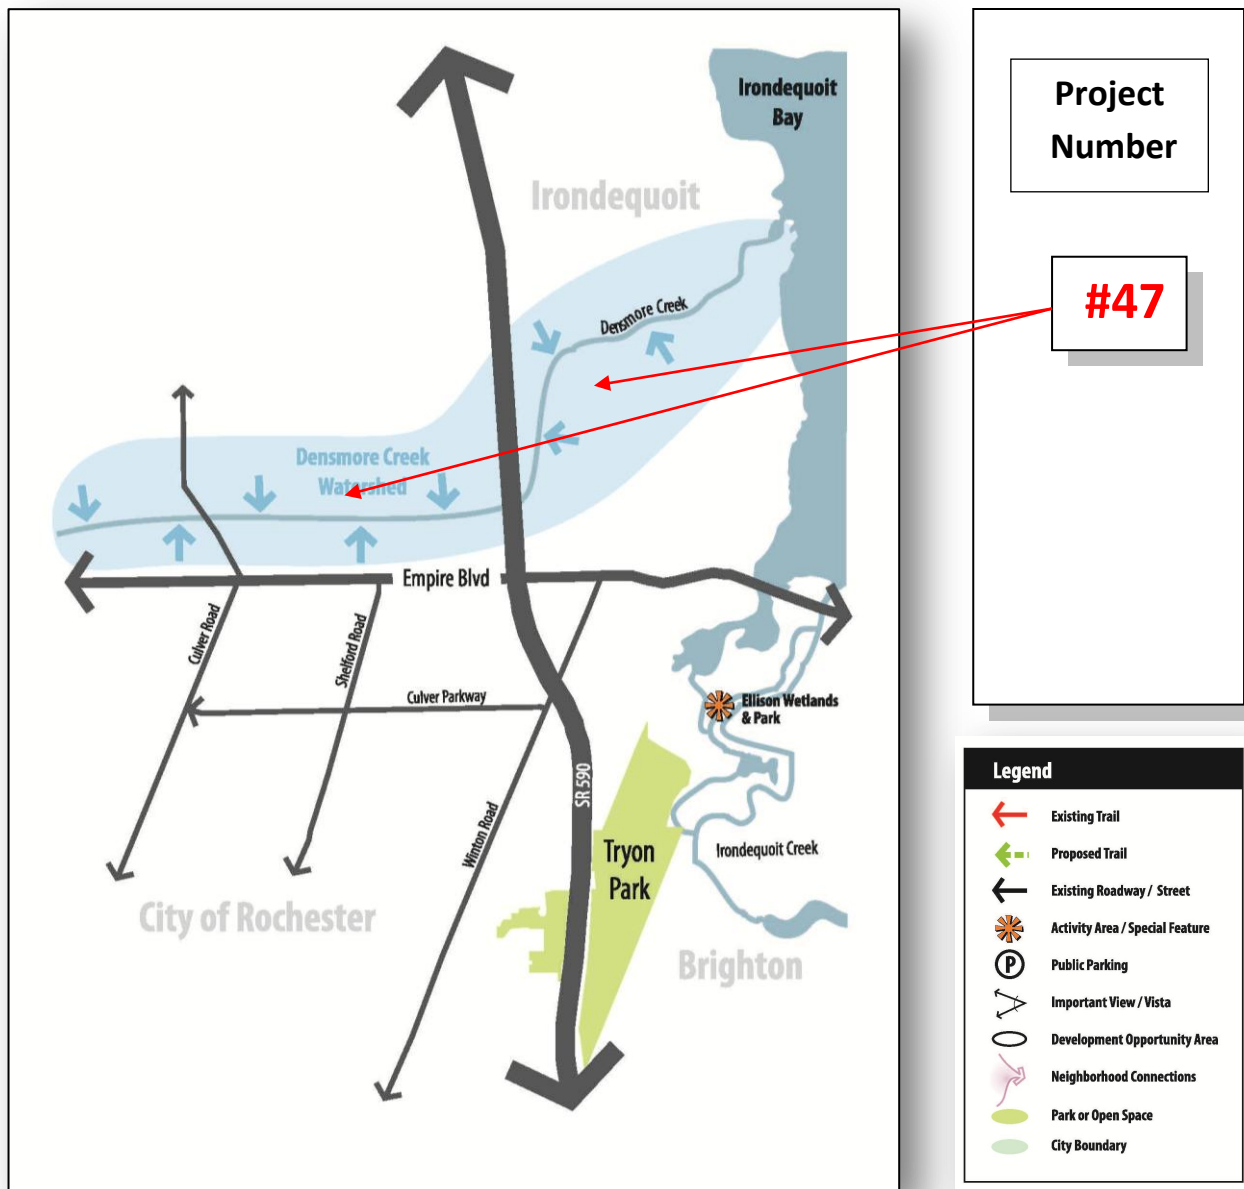 Irondequoit
Bay
Irondequoit
Densmore Creek
Densmore Creek
Watershed
Empire Blvd
Culver Road
Shelford Road
Culver Parkway
Winton Road
SR 590
Ellison Wetlands
& Park
Tryon
Park
Irondequoit Creek
City of Rochester
Brighton
Project
Number
#47
Legend
Existing Trail
Proposed Trail
Existing Roadway / Street
Activity Area / Special Feature
P
Public Parking
Important View / Vista
Development Opportunity Area
Neighborhood Connections
Park or Open Space
City Boundary